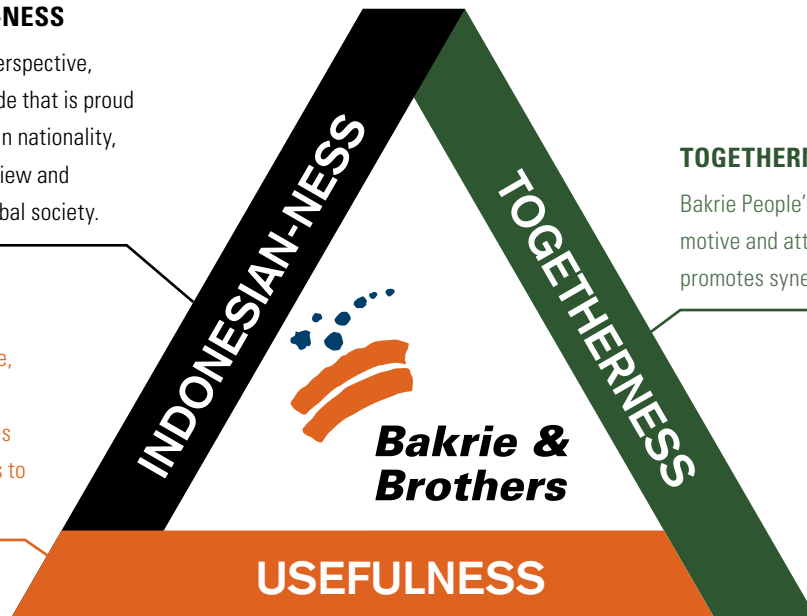 -NESS
erspective,
de that is proud
n nationality,
iew and
bal society.
e,
s
s to
INDONESIAN-NESS
TOGETHERNESS
USEFULNESS
Bakrie &
Brothers
TOGETHERN
Bakrie People'
motive and att
promotes syne